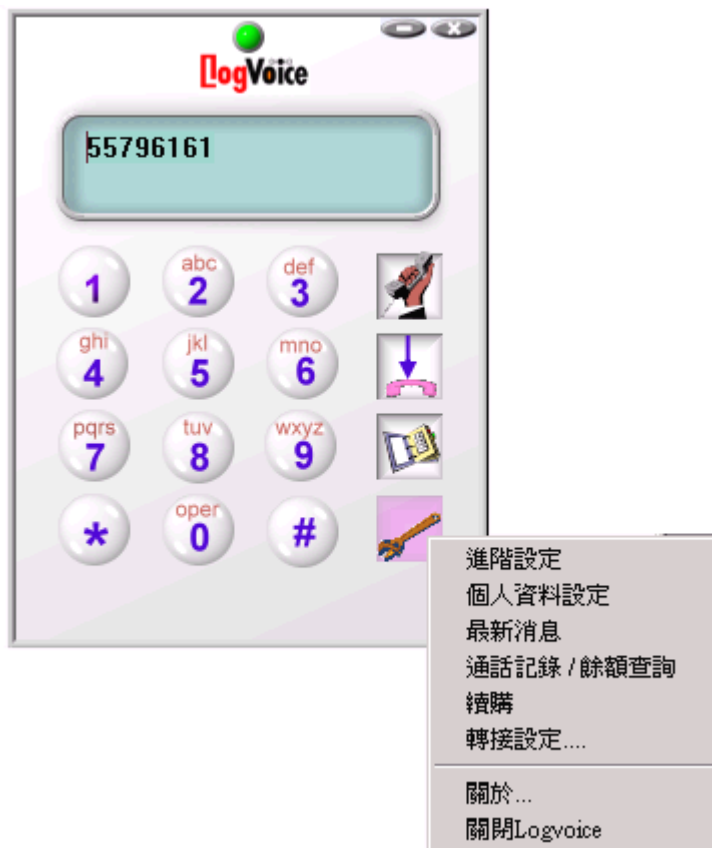 LogVoice
55796161
1
abc
2
def
3
ghi
4
jkl
5
mno
6
pqrs
7
tuv
8
wxyz
9
*
oper
0
#
進階設定
個人資料設定
最新消息
通話記錄 / 餘額查詢
續購
轉接設定....
關於...
關閉Logvoice